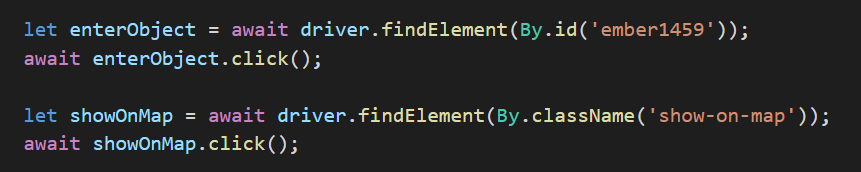 let enterObject = await driver.findElement(By.id('ember1459'));
await enterObject.click();
let showOnMap = await driver.findElement(By.className('show-on-map'));
await showOnMap.click();